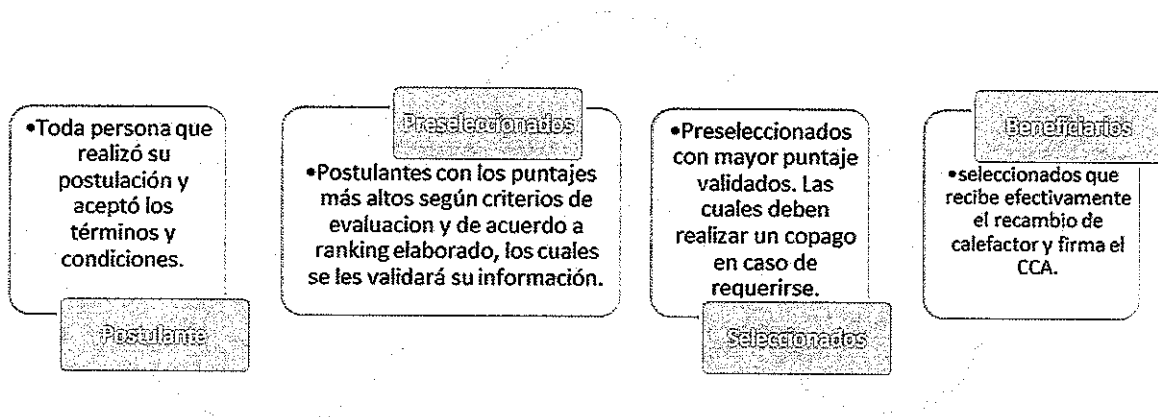 •Toda persona que
realizó su
postulación y
aceptó los
términos y
condiciones.
Postulante
Preseleccionados
•Postulantes con los puntajes
más altos según criterios de
evaluacion y de acuerdo a
ranking elaborado, los cuales
se les validará su información.
•Preseleccionados
con mayor puntaje
validados. Las
cuales deben
realizar un copago
en caso de
requerirse.
Seleccionados
Beneficiarios
•seleccionados que
recibe efectivamente
el recambio de
calefactor y firma el
CCA.